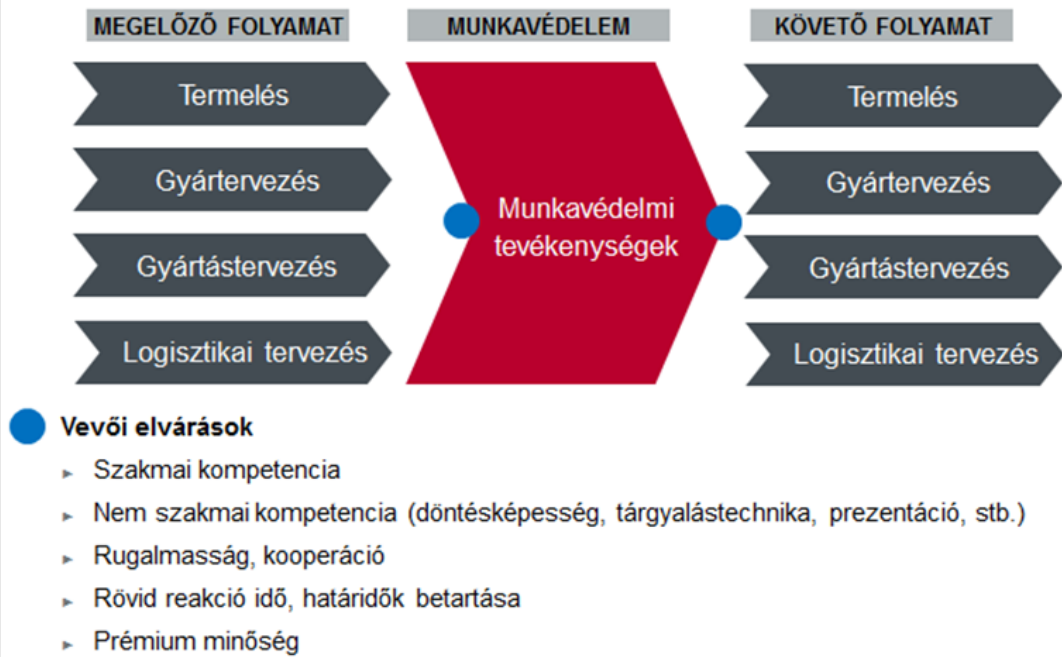 MEGELŐZŐ FOLYAMAT
MUNKAVÉDELEM
KÖVETŐ FOLYAMAT
Termelés
Gyártervezés
Gyártástervezés
Logisztikai tervezés
Munkavédelmi
tevékenységek
Termelés
Gyártervezés
Gyártástervezés
Logisztikai tervezés
Vevői elvárások
► Szakmai kompetencia
► Nem szakmai kompetencia (döntésképesség, tárgyalástechnika, prezentáció, stb.)
► Rugalmasság, kooperáció
► Rövid reakció idő, határidők betartása
► Prémium minőség